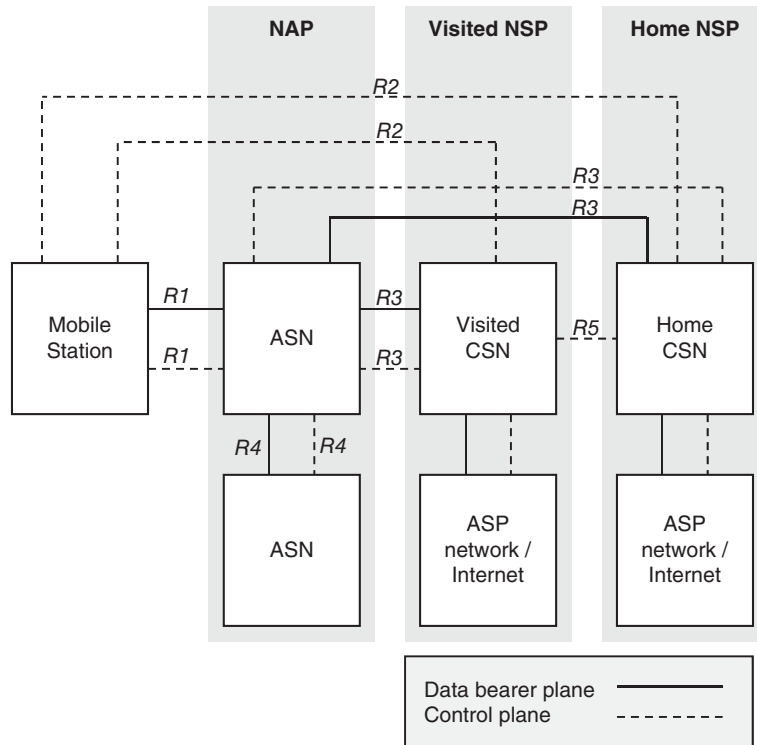 NAP
Visited NSP
Home NSP
R2
R2
R3
R3
Mobile
Station
R1
R1
ASN
R3
R3
Visited
CSN
R5
Home
CSN
R4
R4
ASN
ASP
network /
Internet
ASP
network /
Internet
Data bearer plane
Control plane